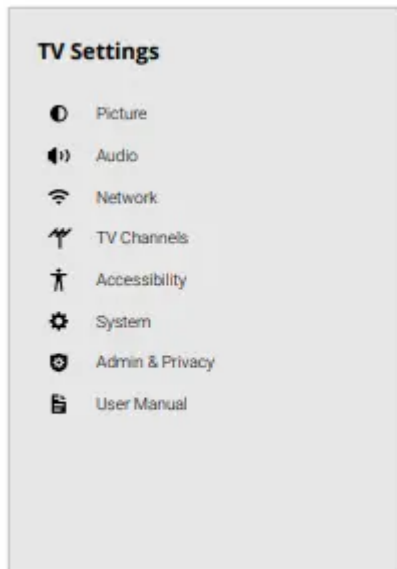 TV Settings
Picture
Audio
Network
TV Channels
Accessibility
System
Admin & Privacy
User Manual